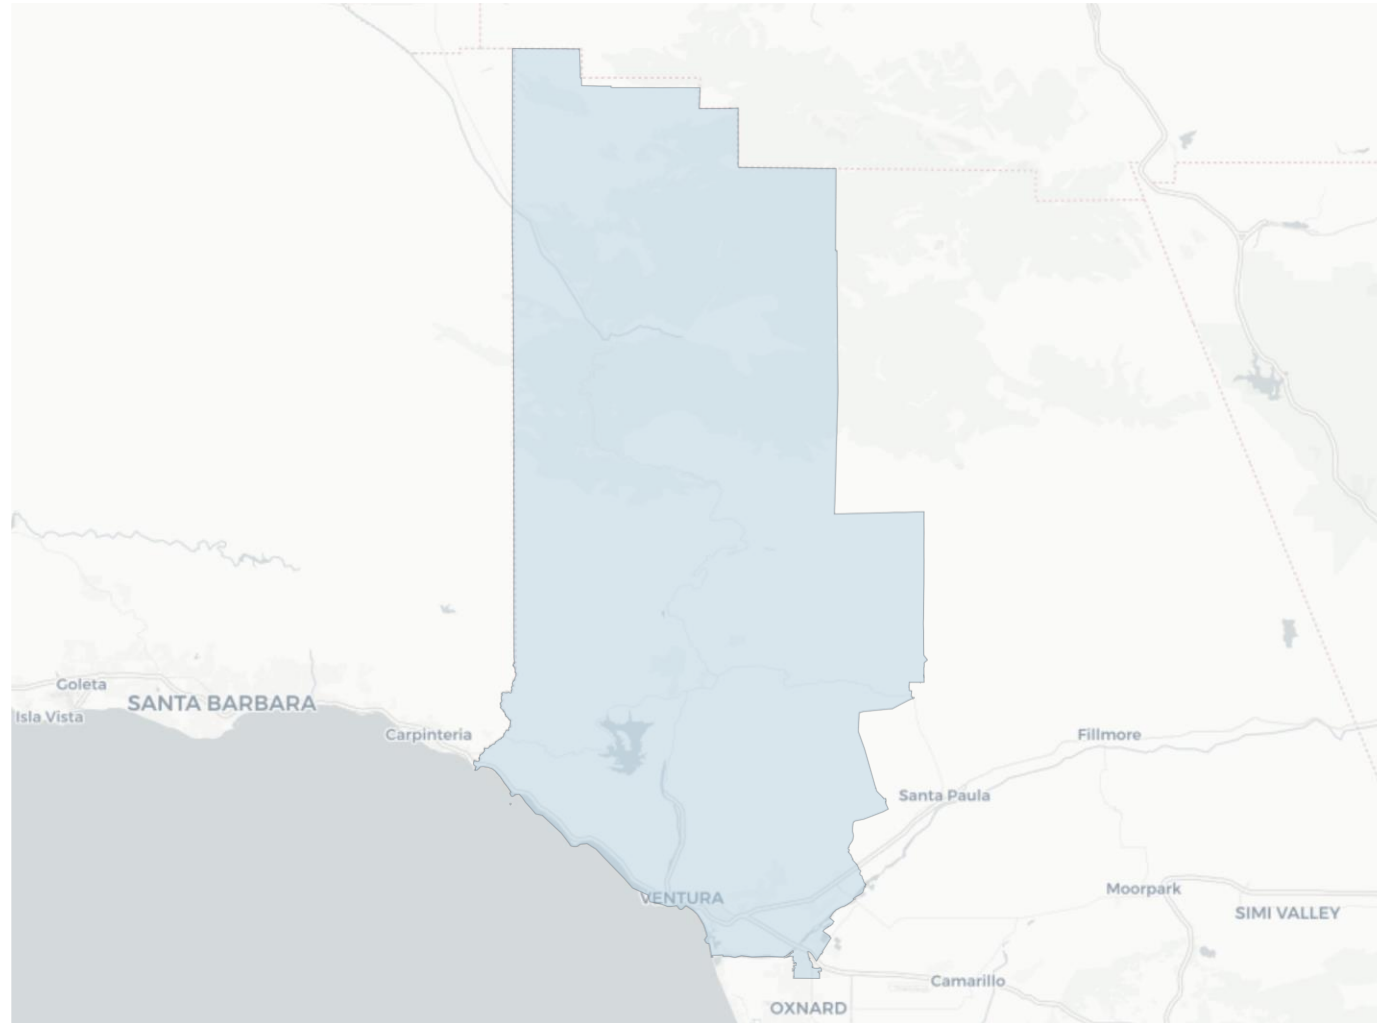 Goleta
SANTA BARBARA
Isla Vista
Carpinteria
Fillmore
Santa Paula
VENTURA
Moorpark
SIMI VALLEY
Camarillo
OXNARD